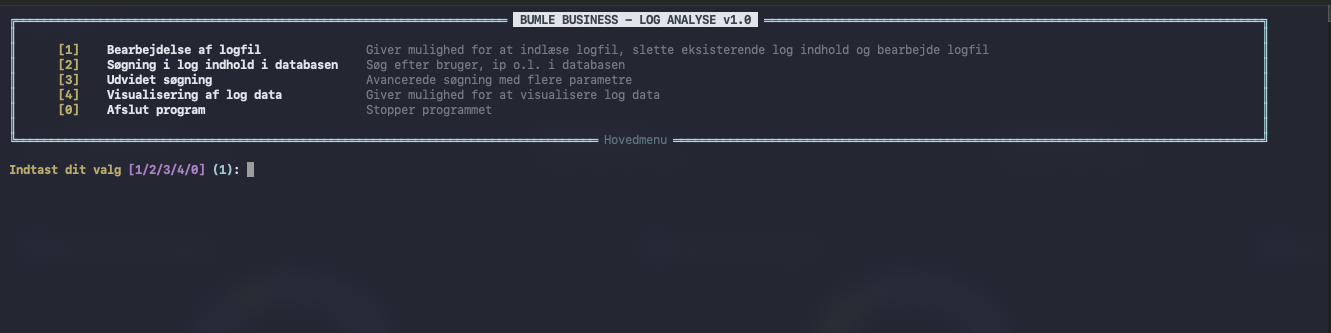 BUMLE BUSINESS – LOG ANALYSE v1.0
[1] Bearbejdelse af logfil Giver mulighed for at indlæse logfil, slette eksisterende log indhold og bearbejde logfil
[2] Søgning i log indhold i databasen Søg efter bruger, ip o.l. i databasen
[3] Udvidet søgning Avancerede søgning med flere parametre
[4] Visualisering af log data Giver mulighed for at visualisere log data
[0] Afslut program Stopper programmet
Hovedmenu
Indtast dit valg [1/2/3/4/0] (1):